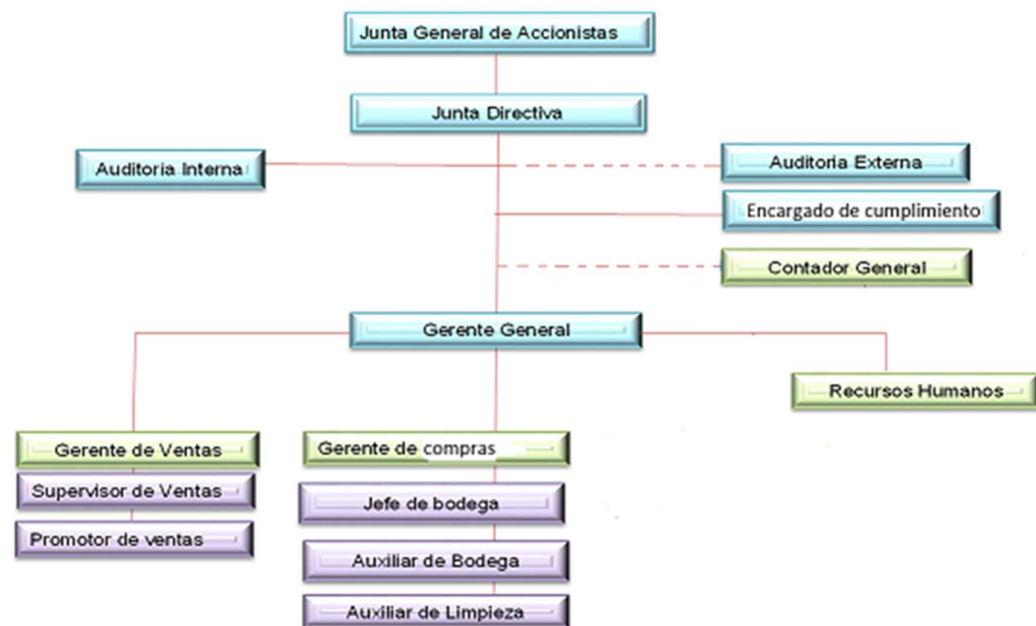 Junta General de Accionistas
Junta Directiva
Auditoria Interna
Auditoria Externa
Encargado de cumplimiento
Contador General
Gerente General
Recursos Humanos
Gerente de Ventas
Gerente de compras
Supervisor de Ventas
Jefe de bodega
Promotor de ventas
Auxiliar de Bodega
Auxiliar de Limpieza